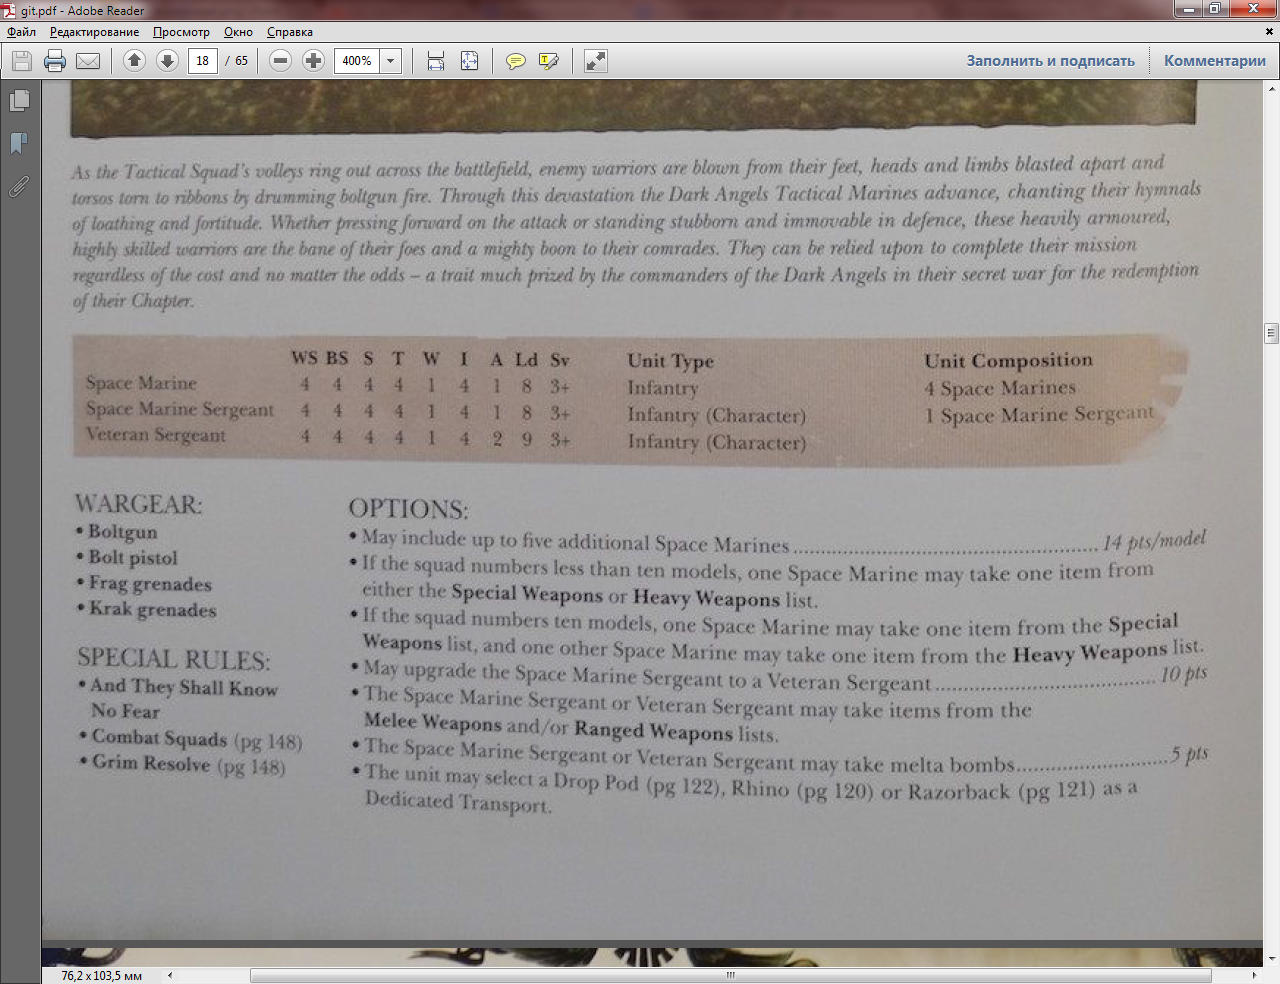 git.pdf - Adobe Reader
Файл Редактирование Просмотр Окно Справка
18 / 65 400% Заполнить и подписать Комментарии
As the Tactical Squad's volleys ring out across the battlefield, enemy warriors are blown from their feet, heads and limbs blasted apart and
torsos torn to ribbons by drumming boltgun fire. Through this devastation the Dark Angels Tactical Marines advance, chanting their hymnals
of loathing and fortitude. Whether pressing forward on the attack or standing stubborn and immovable in defence, these heavily armoured,
highly skilled warriors are the bane of their foes and a mighty boon to their comrades. They can be relied upon to complete their mission
regardless of the cost and no matter the odds – a trait much prized by the commanders of the Dark Angels in their secret war for the redemption
of their Chapter.
WS BS S T W I A Ld Sv Unit Type Unit Composition
Space Marine 4 4 4 4 1 4 1 8 3+ Infantry 4 Space Marines
Space Marine Sergeant 4 4 4 4 1 4 1 8 3+ Infantry (Character) 1 Space Marine Sergeant
Veteran Sergeant 4 4 4 4 1 4 2 9 3+ Infantry (Character)
WARGEAR:
• Boltgun
• Bolt pistol
• Frag grenades
• Krak grenades
SPECIAL RULES:
• And They Shall Know
No Fear
• Combat Squads (pg 148)
• Grim Resolve (pg 148)
OPTIONS:
• May include up to five additional Space Marines ........ 14 pts/model
• If the squad numbers less than ten models, one Space Marine may take one item from
either the Special Weapons or Heavy Weapons list.
• If the squad numbers ten models, one Space Marine may take one item from the Special
Weapons list, and one other Space Marine may take one item from the Heavy Weapons list.
• May upgrade the Space Marine Sergeant to a Veteran Sergeant ........ 10 pts
• The Space Marine Sergeant or Veteran Sergeant may take items from the
Melee Weapons and/or Ranged Weapons lists.
• The Space Marine Sergeant or Veteran Sergeant may take melta bombs ........ 5 pts
• The unit may select a Drop Pod (pg 122), Rhino (pg 120) or Razorback (pg 121) as a
Dedicated Transport.
76,2 x 103,5 мм